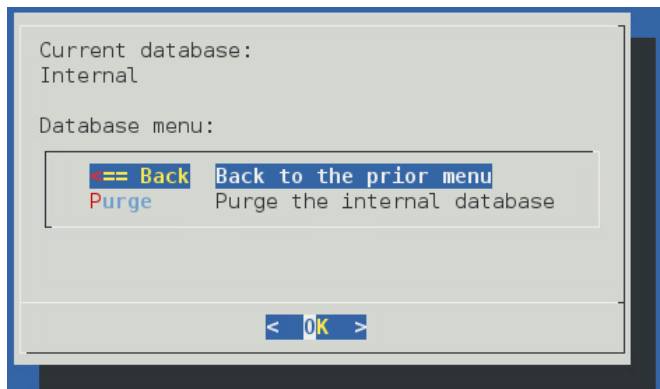 Current database:
Internal
Database menu:
<== Back Back to the prior menu
Purge Purge the internal database
< OK >